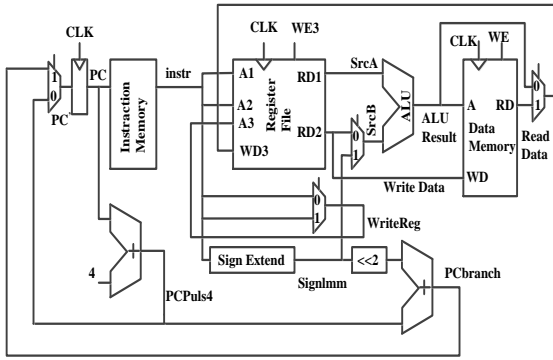 CLK
CLK
WE3
CLK
WE
PC
instr
SrcA
1
0
PC'
Instraction
Memory
A1
A2
A3
WD3
Register
File
RD1
RD2
0
1
SrcB
ALU
ALU
Result
A
RD
Data
Memory
WD
0
1
Read
Data
Write Data
0
1
WriteReg
4
+
PCPuls4
Sign Extend
Signlmm
<<2
+
PCbranch